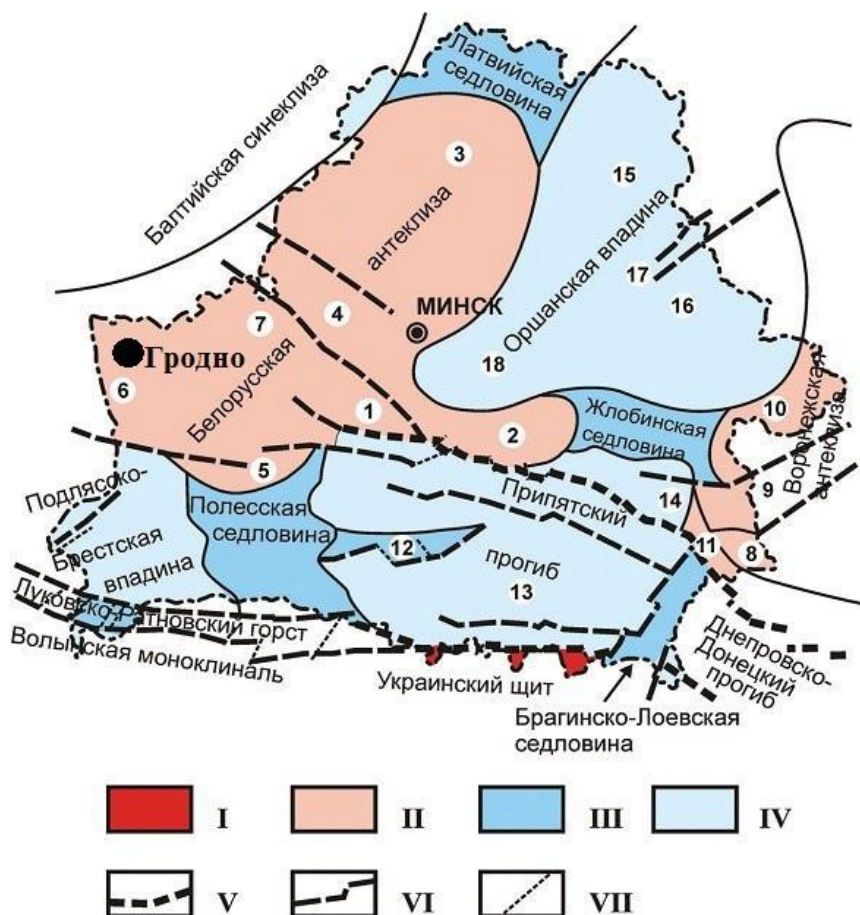 Латвийская
седловина
Балтийская синеклиза
3
15
антеклиза
Оршанская впадина
17
16
4
7
МИНСК
Гродно
6
18
Белорусская
1
2
Жлобинская
седловина
10
Воронежская
антеклиза
9
5
Подлясско-
Брестская
впадина
Полесская
седловина
Припятский
прогиб
14
12
11
8
13
Луковско-Ратновский горст
Волынская моноклиналь
Украинский щит
Днепровско-
Донецкий
прогиб
Брагинско-Лоевская
седловина
I
II
III
IV
V
VI
VII